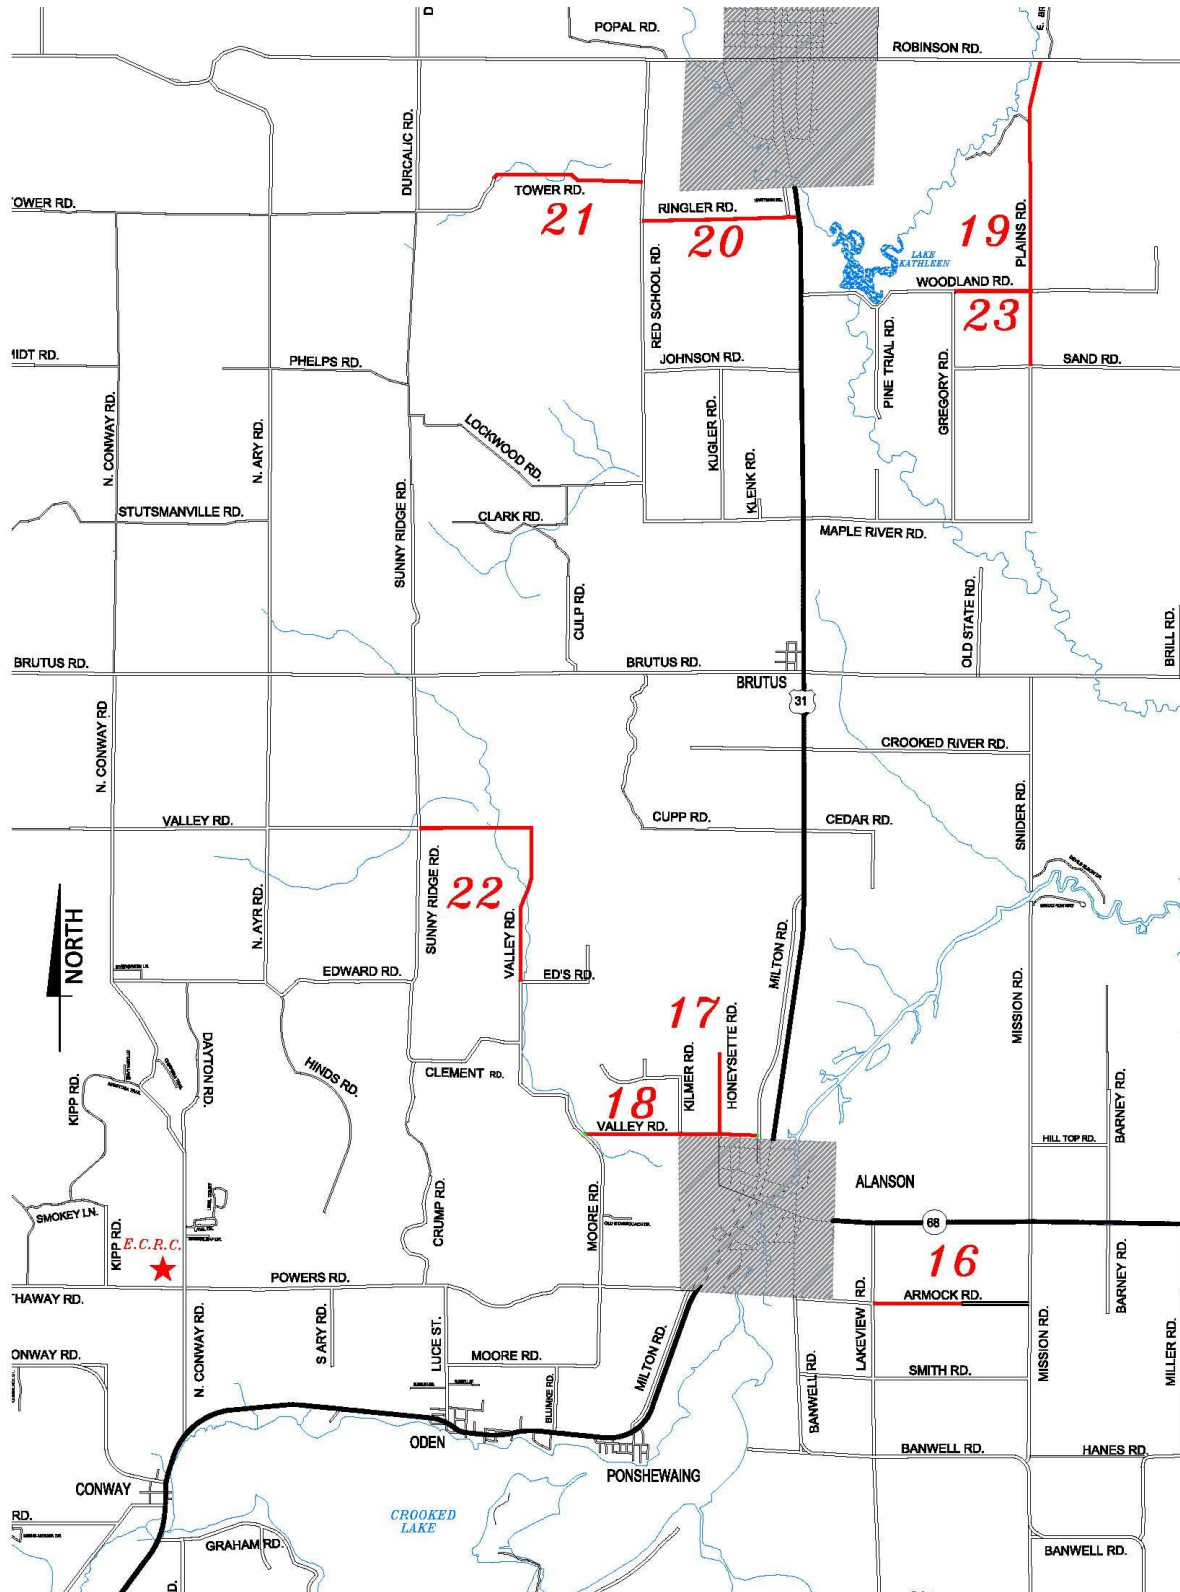 D
POPAL RD.
E. BR
ROBINSON RD.
DURCALIC RD.
TOWER RD.
21
OWER RD.
RINGLER RD.
20
19
PLAINS RD.
LAKE
KATHLEEN
WOODLAND RD.
23
RED SCHOOL RD.
PINE TRIAL RD.
GREGORY RD.
MIDT RD.
PHELPS RD.
JOHNSON RD.
SAND RD.
N. CONWAY RD.
N. ARY RD.
LOCKWOOD RD.
KUGLER RD.
KLENK RD.
STUTSMANVILLE RD.
SUNNY RIDGE RD.
CLARK RD.
MAPLE RIVER RD.
CULP RD.
OLD STATE RD.
BRILL RD.
BRUTUS RD.
BRUTUS RD.
BRUTUS
31
N. CONWAY RD
CROOKED RIVER RD.
SNIDER RD.
VALLEY RD.
CUPP RD.
CEDAR RD.
22
SUNNY RIDGE RD.
VALLEY RD.
N. AYR RD.
NORTH
MILTON RD.
EDWARD RD.
ED'S RD.
MISSION RD.
17
HONEYSETTE RD.
KILMER RD.
DAYTON RD.
HINDS RD.
CLEMENT RD.
KIPP RD.
18
VALLEY RD.
BARNEY RD.
HILL TOP RD.
ALANSON
SMOKEY LN.
KIPP RD.
E.C.R.C.
CRUMP RD.
MOORE RD.
68
16
BARNEY RD.
POWERS RD.
THAWAY RD.
ARMOCK RD.
LAKEVIEW RD.
N. CONWAY RD.
S ARY RD.
LUCE ST.
MOORE RD.
MILTON RD.
ONWAY RD.
SMITH RD.
MISSION RD.
MILLER RD.
BLUMKE RD.
BANWELL RD.
ODEN
BANWELL RD.
HANES RD.
PONSHEWAING
CONWAY
CROOKED
LAKE
RD.
GRAHAM RD.
BANWELL RD.
D.